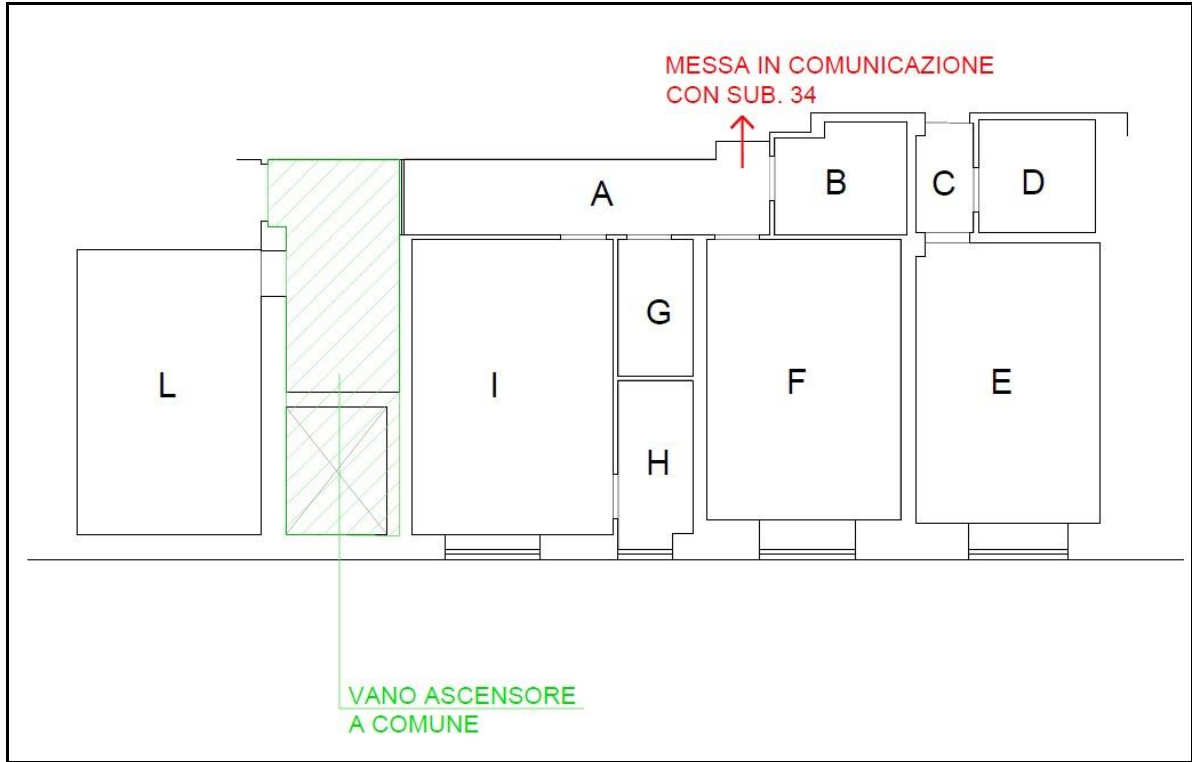 MESSA IN COMUNICAZIONE
CON SUB. 34
A
B
C
D
L
I
G
H
F
E
VANO ASCENSORE
A COMUNE